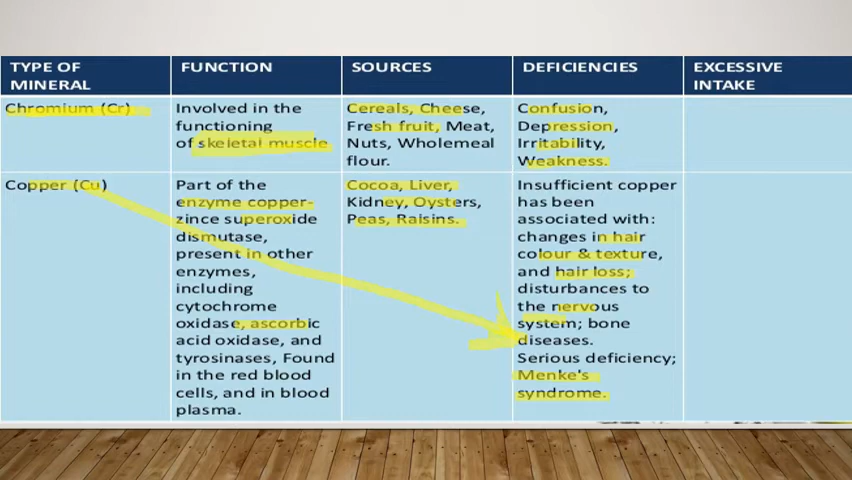 TYPE OF
MINERAL
FUNCTION
SOURCES
DEFICIENCIES
EXCESSIVE
INTAKE
Chromium (Cr)
Involved in the
functioning
of skeletal muscle
Cereals, Cheese,
Fresh fruit, Meat,
Nuts, Wholemeal
flour.
Confusion,
Depression,
Irritability,
Weakness.
Copper (Cu)
Part of the
enzyme copper-
zince superoxide
dismutase,
present in other
enzymes,
including
cytochrome
oxidase, ascorbic
acid oxidase, and
tyrosinases, Found
in the red blood
cells, and in blood
plasma.
Cocoa, Liver,
Kidney, Oysters,
Peas, Raisins.
Insufficient copper
has been
associated with:
changes in hair
colour & texture,
and hair loss;
disturbances to
the nervous
system; bone
diseases.
Serious deficiency;
Menke's
syndrome.